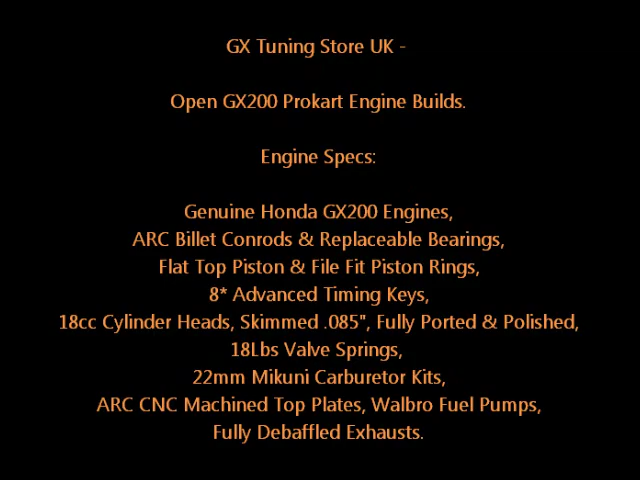 GX Tuning Store UK -
Open GX200 Prokart Engine Builds.
Engine Specs:
Genuine Honda GX200 Engines,
ARC Billet Conrods & Replaceable Bearings,
Flat Top Piston & File Fit Piston Rings,
8* Advanced Timing Keys,
18cc Cylinder Heads, Skimmed .085", Fully Ported & Polished,
18Lbs Valve Springs,
22mm Mikuni Carburetor Kits,
ARC CNC Machined Top Plates, Walbro Fuel Pumps,
Fully Debaffled Exhausts.